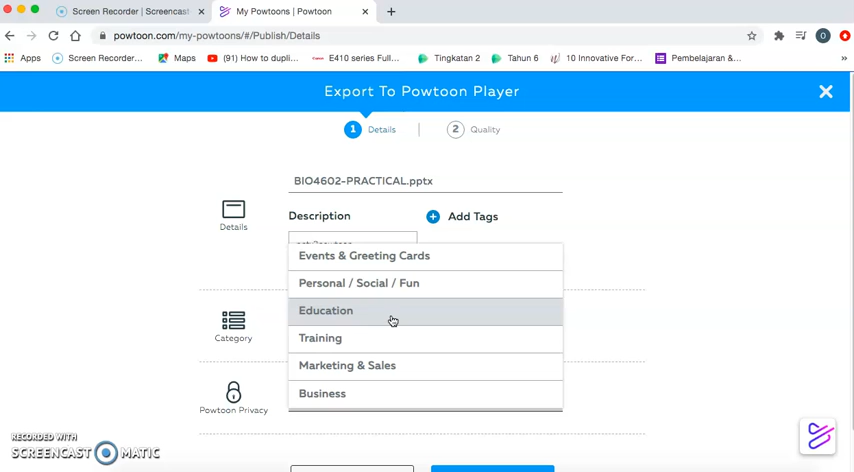 Screen Recorder | Screencast-
My Powtoons | Powtoon
powtoon.com/my-powtoons/#/Publish/Details
Apps
Screen Recorder...
Maps
(91) How to dupli...
E410 series Full...
Tingkatan 2
Tahun 6
10 Innovative For...
Pembelajaran &...
Export To Powtoon Player
1 Details
2 Quality
BIO4602-PRACTICAL.pptx
Details
Description
Add Tags
Events & Greeting Cards
Personal / Social / Fun
Education
Category
Training
Marketing & Sales
Business
Powtoon Privacy
RECORDED WITH
SCREENCAST MATIC